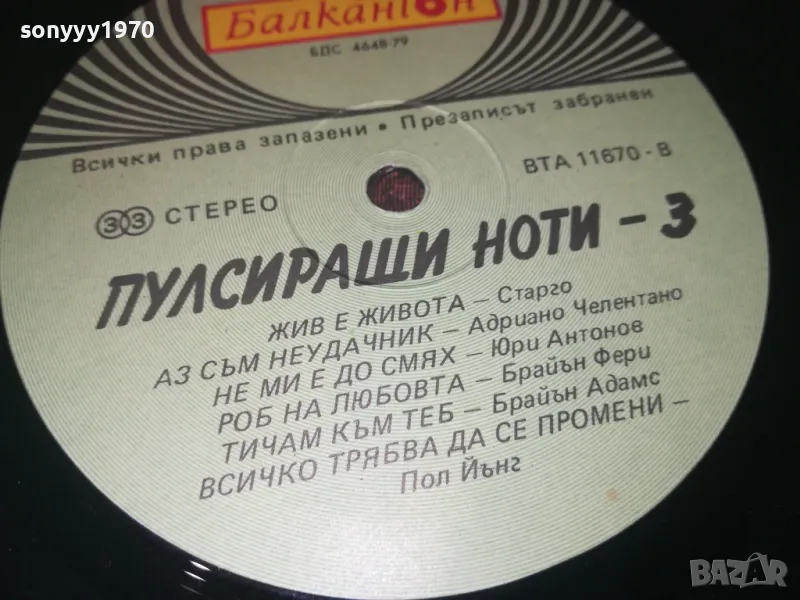 sonyyy1970
Балкантон
БДС 4648-79
Всички права запазени • Презаписът забранен
33 СТЕРЕО
ВТА 11670-В
ПУЛСИРАЩИ НОТИ - 3
ЖИВ Е ЖИВОТА - Старго
АЗ СЪМ НЕУДАЧНИК - Адриано Челентано
НЕ МИ Е ДО СМЯХ - Юри Антонов
РОБ НА ЛЮБОВТА - Брайън Фери
ТИЧАМ КЪМ ТЕБ - Брайън Адамс
ВСИЧКО ТРЯБВА ДА СЕ ПРОМЕНИ -
Пол Йънг
BAZAR